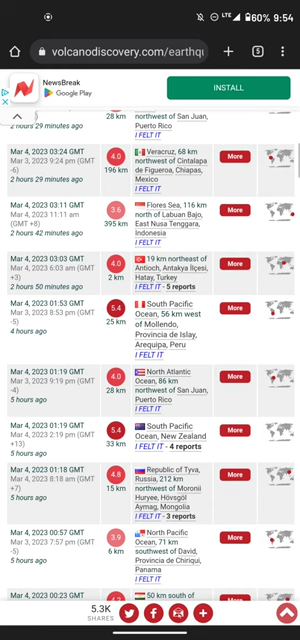 LTE 60% 9:54
volcanodiscovery.com/earthqu
5
NewsBreak
Google Play
INSTALL
28 km
northwest of San Juan,
2 hours 29 minutes ago
Puerto Rico
I FELT IT
Mar 4, 2023 03:24 GMT
Mar 3, 2023 9:24 pm (GMT
-6)
2 hours 29 minutes ago
4.0
196 km
Veracruz, 68 km
northwest of Cintalapa
de Figueroa, Chiapas,
Mexico
I FELT IT
More
Mar 4, 2023 03:11 GMT
Mar 4, 2023 11:11 am
(GMT +8)
2 hours 42 minutes ago
3.6
395 km
Flores Sea, 116 km
north of Labuan Bajo,
East Nusa Tenggara,
Indonesia
I FELT IT
More
Mar 4, 2023 03:03 GMT
Mar 4, 2023 6:03 am (GMT
+3)
2 hours 50 minutes ago
4.0
2 km
19 km northeast of
Antioch, Antakya İlçesi,
Hatay, Turkey
I FELT IT - 5 reports
More
Mar 4, 2023 01:53 GMT
Mar 3, 2023 8:53 pm (GMT
-5)
4 hours ago
5.4
25 km
South Pacific
Ocean, 56 km west
of Mollendo,
Provincia de Islay,
Arequipa, Peru
I FELT IT
More
Mar 4, 2023 01:19 GMT
Mar 3, 2023 9:19 pm (GMT
-4)
5 hours ago
4.0
28 km
North Atlantic
Ocean, 86 km
northwest of San Juan,
Puerto Rico
I FELT IT
More
Mar 4, 2023 01:19 GMT
Mar 4, 2023 2:19 pm (GMT
+13)
5 hours ago
5.4
33 km
South Pacific
Ocean, New Zealand
I FELT IT - 4 reports
More
Mar 4, 2023 01:18 GMT
Mar 4, 2023 8:18 am (GMT
+7)
5 hours ago
4.8
15 km
Republic of Tyva,
Russia, 212 km
northwest of Moronii
Huryee, Hövsgöl
Aymag, Mongolia
I FELT IT - 3 reports
More
Mar 4, 2023 00:57 GMT
Mar 3, 2023 7:57 pm (GMT
-5)
5 hours ago
3.9
6 km
North Pacific
Ocean, 71 km
southwest of David,
Provincia de Chiriquí,
Panama
I FELT IT
More
Mar 4, 2023 00:23 GMT
50 km south of
5.3K
SHARES